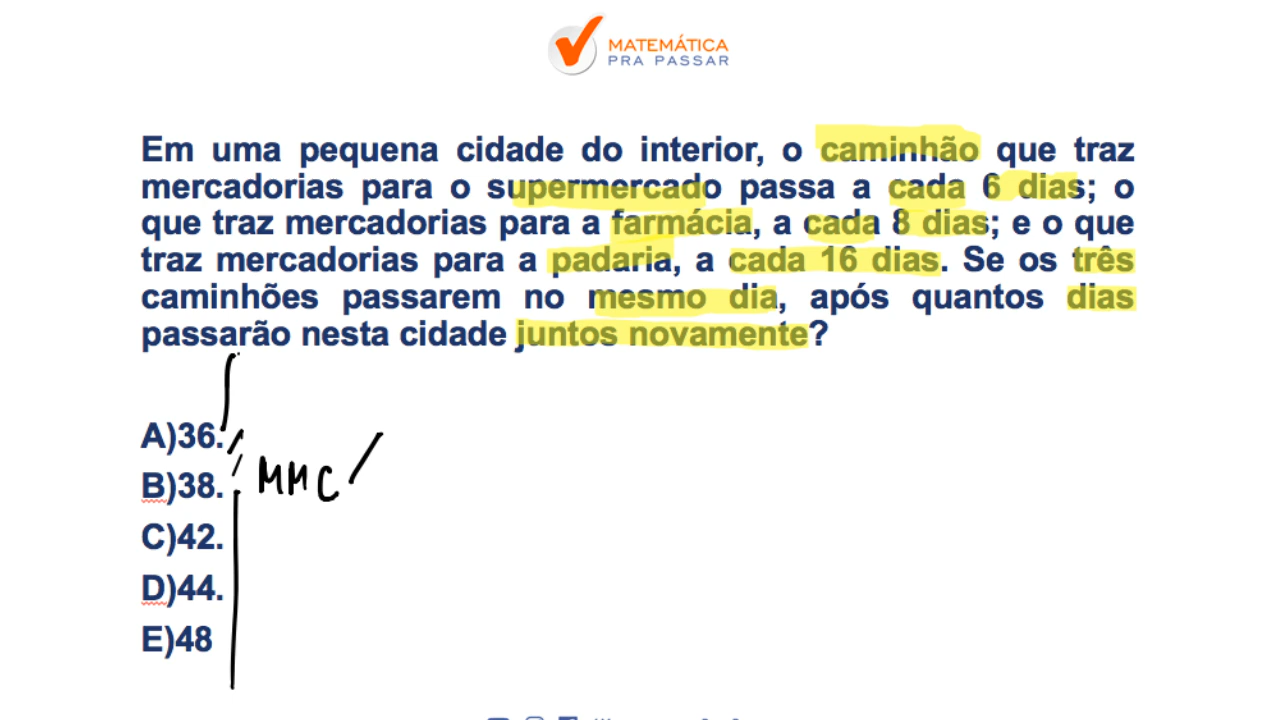 MATEMÁTICA
PRA PASSAR
Em uma pequena cidade do interior, o caminhão que traz
mercadorias para o supermercado passa a cada 6 dias; o
que traz mercadorias para a farmácia, a cada 8 dias; e o que
traz mercadorias para a padaria, a cada 16 dias. Se os três
caminhões passarem no mesmo dia, após quantos dias
passarão nesta cidade juntos novamente?
A)36.
B)38.
MMC
C)42.
D)44.
E)48